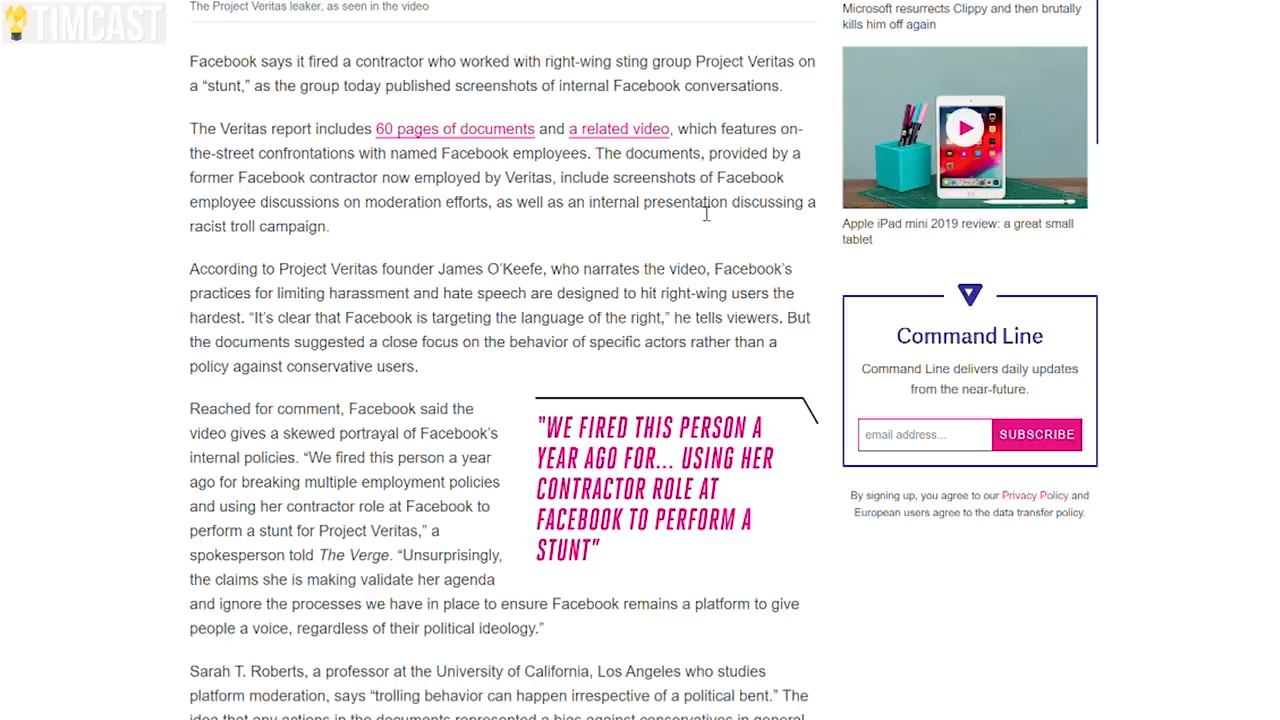 TIMCAST
The Project Veritas leaker, as seen in the video
Facebook says it fired a contractor who worked with right-wing sting group Project Veritas on
a “stunt,” as the group today published screenshots of internal Facebook conversations.
The Veritas report includes 60 pages of documents and a related video, which features on-
the-street confrontations with named Facebook employees. The documents, provided by a
former Facebook contractor now employed by Veritas, include screenshots of Facebook
employee discussions on moderation efforts, as well as an internal presentation discussing a
racist troll campaign.
According to Project Veritas founder James O’Keefe, who narrates the video, Facebook’s
practices for limiting harassment and hate speech are designed to hit right-wing users the
hardest. “It’s clear that Facebook is targeting the language of the right,” he tells viewers. But
the documents suggested a close focus on the behavior of specific actors rather than a
policy against conservative users.
Reached for comment, Facebook said the
video gives a skewed portrayal of Facebook’s
internal policies. “We fired this person a year
ago for breaking multiple employment policies
and using her contractor role at Facebook to
perform a stunt for Project Veritas,” a
spokesperson told The Verge. “Unsurprisingly,
the claims she is making validate her agenda
and ignore the processes we have in place to ensure Facebook remains a platform to give
people a voice, regardless of their political ideology.”
"WE FIRED THIS PERSON A
YEAR AGO FOR... USING HER
CONTRACTOR ROLE AT
FACEBOOK TO PERFORM A
STUNT"
Sarah T. Roberts, a professor at the University of California, Los Angeles who studies
platform moderation, says “trolling behavior can happen irrespective of a political bent.” The
idea that any actions in the documents represented a bias against conservatives in general
Microsoft resurrects Clippy and then brutally
kills him off again
Apple iPad mini 2019 review: a great small
tablet
Command Line
Command Line delivers daily updates
from the near-future.
email address...
SUBSCRIBE
By signing up, you agree to our Privacy Policy and
European users agree to the data transfer policy.